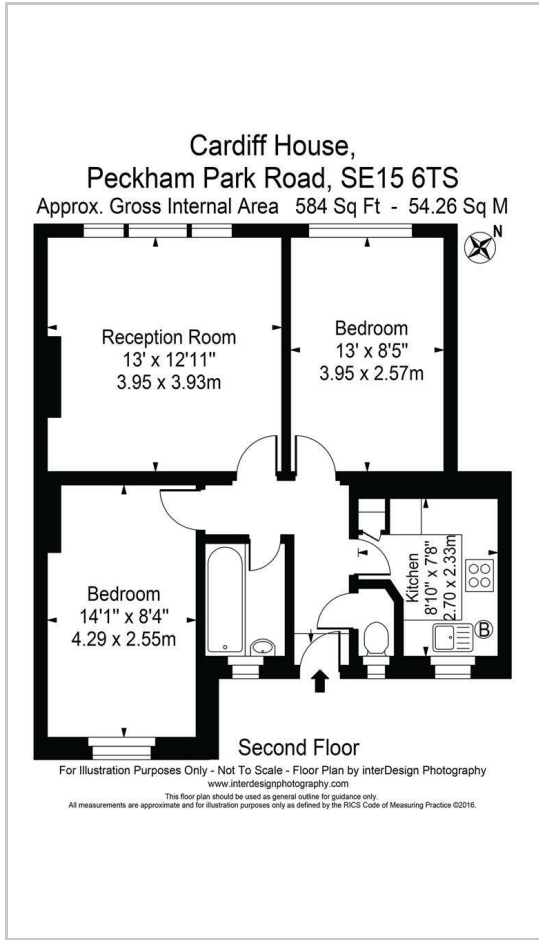 Cardiff House,
Peckham Park Road, SE15 6TS
Approx. Gross Internal Area 584 Sq Ft - 54.26 Sq M
N
Reception Room
13' x 12'11"
3.95 x 3.93m
Bedroom
13' x 8'5"
3.95 x 2.57m
Bedroom
14'1" x 8'4"
4.29 x 2.55m
Kitchen
8'10" x 7'8"
2.70 x 2.33m
B
Second Floor
For Illustration Purposes Only - Not To Scale - Floor Plan by interDesign Photography
www.interdesignphotography.com
This floor plan should be used as general outline for guidance only.
All measurements are approximate and for illustration purposes only as defined by the RICS Code of Measuring Practice ©2016.